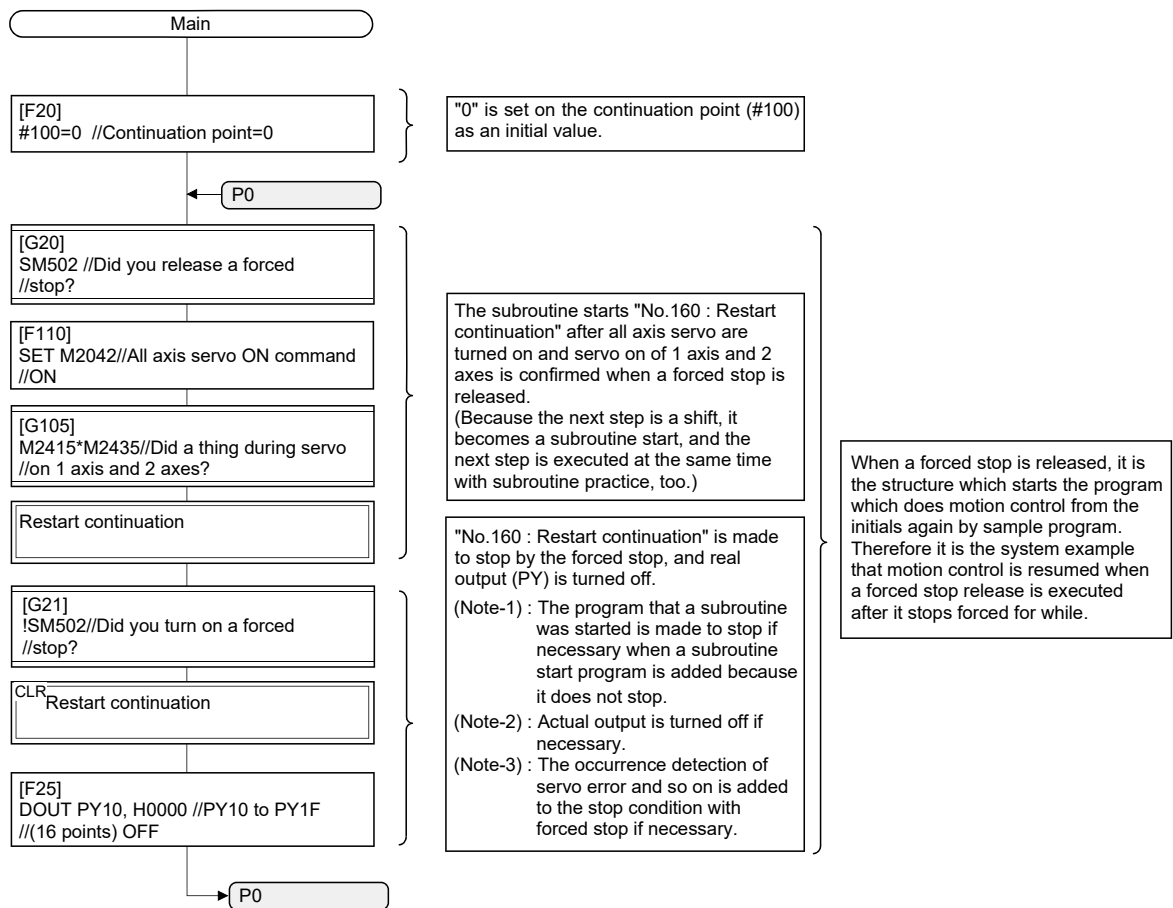 Main
[F20]
#100=0 //Continuation point=0
"0" is set on the continuation point (#100)
as an initial value.
P0
[G20]
SM502 //Did you release a forced
//stop?
[F110]
SET M2042//All axis servo ON command
//ON
[G105]
M2415*M2435//Did a thing during servo
//on 1 axis and 2 axes?
Restart continuation
The subroutine starts "No.160 : Restart
continuation" after all axis servo are
turned on and servo on of 1 axis and 2
axes is confirmed when a forced stop is
released.
(Because the next step is a shift, it
becomes a subroutine start, and the
next step is executed at the same time
with subroutine practice, too.)
[G21]
!SM502//Did you turn on a forced
//stop?
CLR
Restart continuation
[F25]
DOUT PY10, H0000 //PY10 to PY1F
//(16 points) OFF
"No.160 : Restart continuation" is made
to stop by the forced stop, and real
output (PY) is turned off.
(Note-1) : The program that a subroutine
was started is made to stop if
necessary when a subroutine
start program is added because
it does not stop.
(Note-2) : Actual output is turned off if
necessary.
(Note-3) : The occurrence detection of
servo error and so on is added
to the stop condition with
forced stop if necessary.
When a forced stop is released, it is
the structure which starts the program
which does motion control from the
initials again by sample program.
Therefore it is the system example
that motion control is resumed when
a forced stop release is executed
after it stops forced for while.
P0